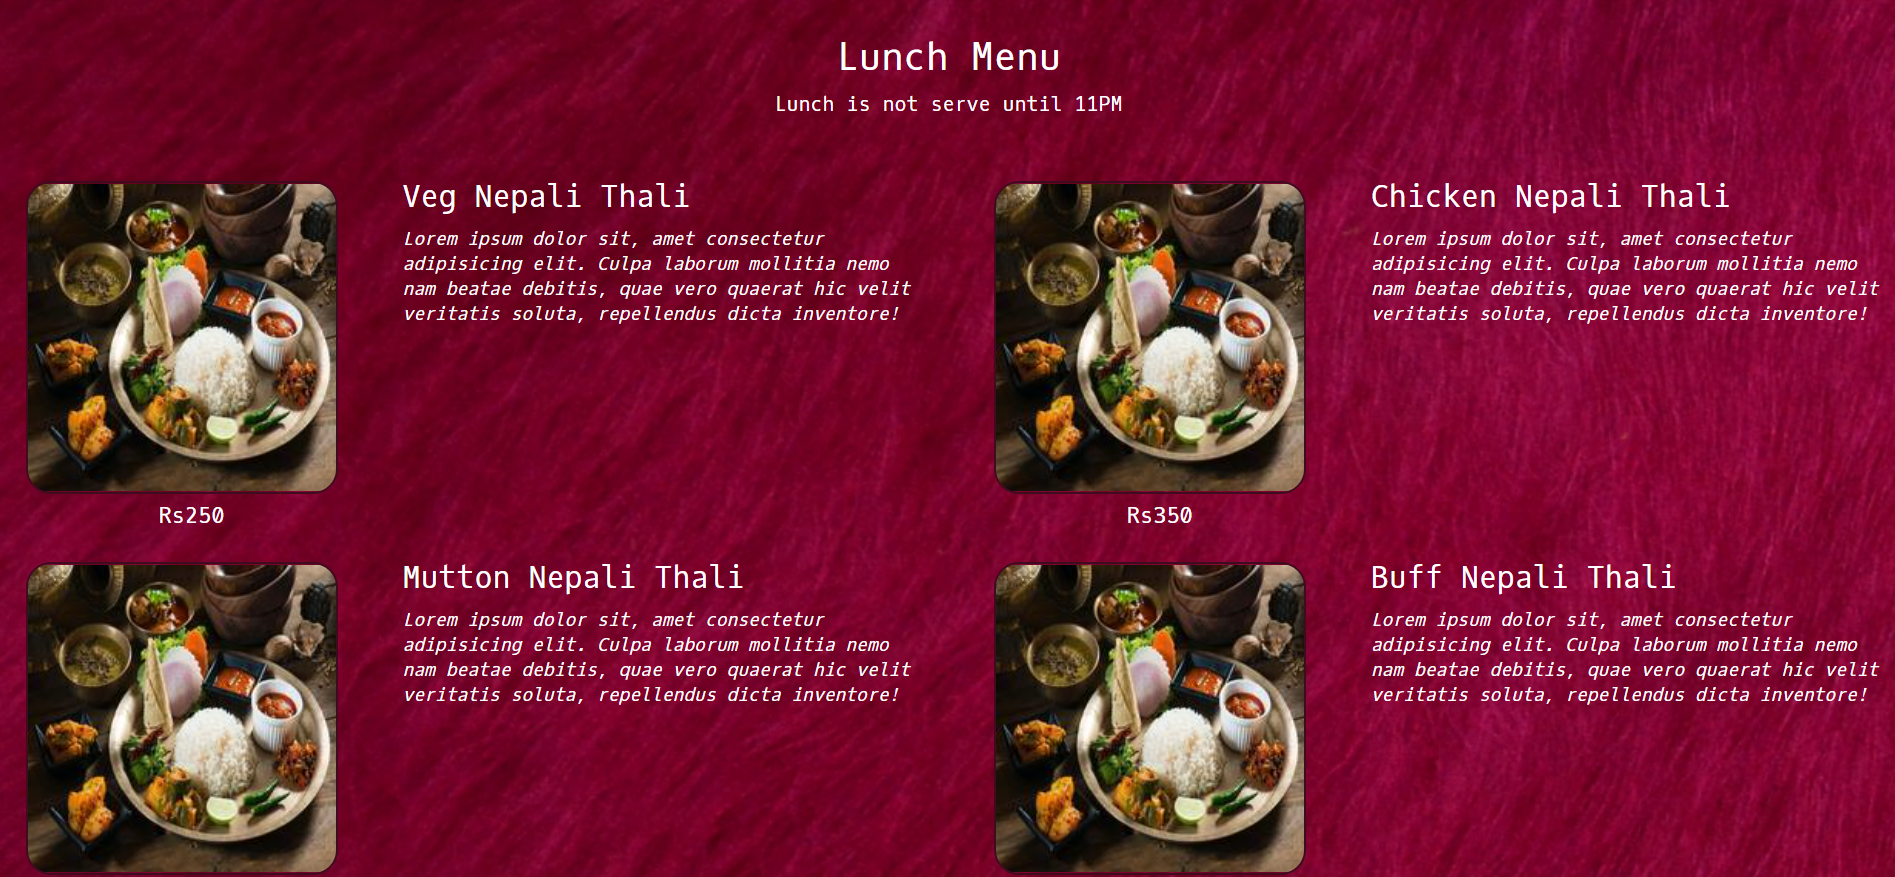 Lunch Menu
Lunch is not serve until 11PM
Veg Nepali Thali
Lorem ipsum dolor sit, amet consectetur
adipisicing elit. Culpa laborum mollitia nemo
nam beatae debitis, quae vero quaerat hic velit
veritatis soluta, repellendus dicta inventore!
Rs250
Chicken Nepali Thali
Lorem ipsum dolor sit, amet consectetur
adipisicing elit. Culpa laborum mollitia nemo
nam beatae debitis, quae vero quaerat hic velit
veritatis soluta, repellendus dicta inventore!
Rs350
Mutton Nepali Thali
Lorem ipsum dolor sit, amet consectetur
adipisicing elit. Culpa laborum mollitia nemo
nam beatae debitis, quae vero quaerat hic velit
veritatis soluta, repellendus dicta inventore!
Buff Nepali Thali
Lorem ipsum dolor sit, amet consectetur
adipisicing elit. Culpa laborum mollitia nemo
nam beatae debitis, quae vero quaerat hic velit
veritatis soluta, repellendus dicta inventore!